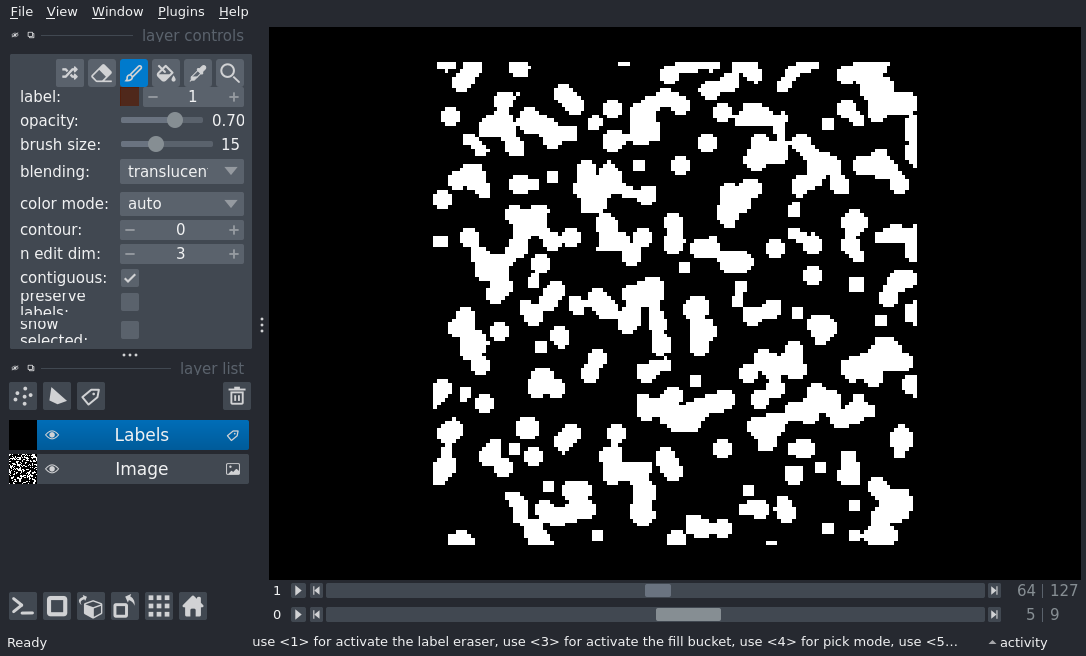 File View Window Plugins Help
layer controls
label: 1
opacity: 0.70
brush size: 15
blending: translucen
color mode: auto
contour: 0
n edit dim: 3
contiguous:
preserve
labels:
show
selected:
layer list
Labels
Image
1 64 | 127
0 5 | 9
Ready use <1> for activate the label eraser, use <3> for activate the fill bucket, use <4> for pick mode, use <5... activity